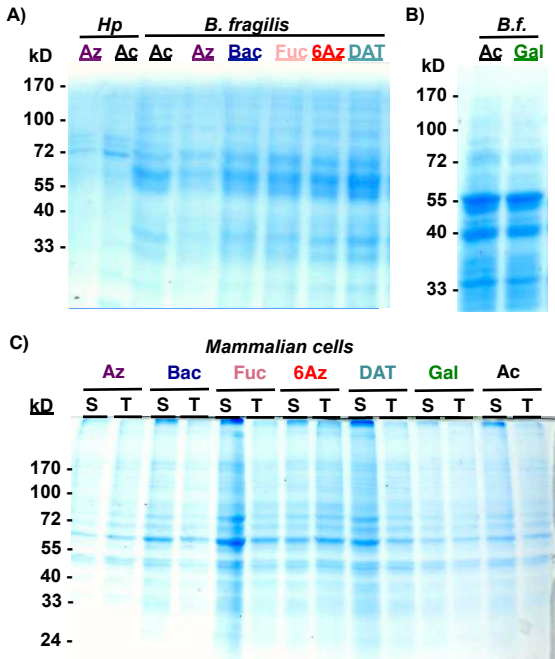 A)
Hp B. fragilis
kD Az Ac Ac Az Bac Fuc 6Az DAT
170 -
100 -
72 -
55 -
40 -
33 -
B)
B.f.
Ac Gal
kD
170 -
100 -
72 -
55 -
40 -
33 -
C)
Mammalian cells
Az Bac Fuc 6Az DAT Gal Ac
kD S T S T S T S T S T S T S T
170 -
100 -
72 -
55 -
40 -
33 -
24 -